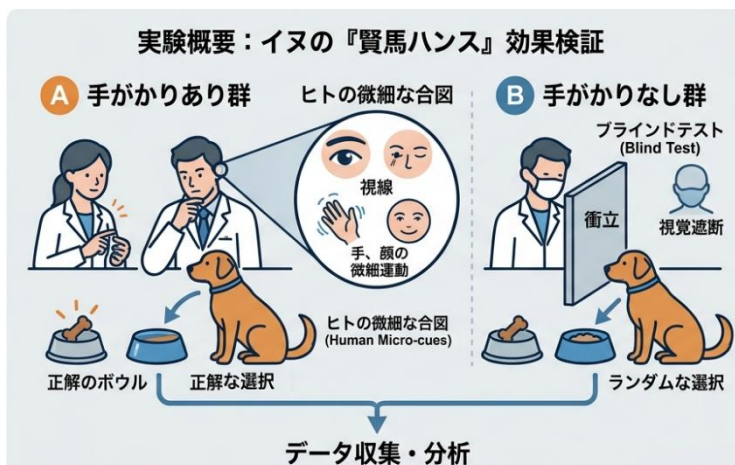 実験概要：イヌの『賢馬ハンス』効果検証
A 手がかりあり群
ヒトの微細な合図
視線
手、顔の
微細運動
ヒトの微細な合図
(Human Micro-cues)
正解のボウル
正解な選択
B 手がかりなし群
ブラインドテスト
(Blind Test)
衝立
視覚遮断
ランダムな選択
データ収集・分析